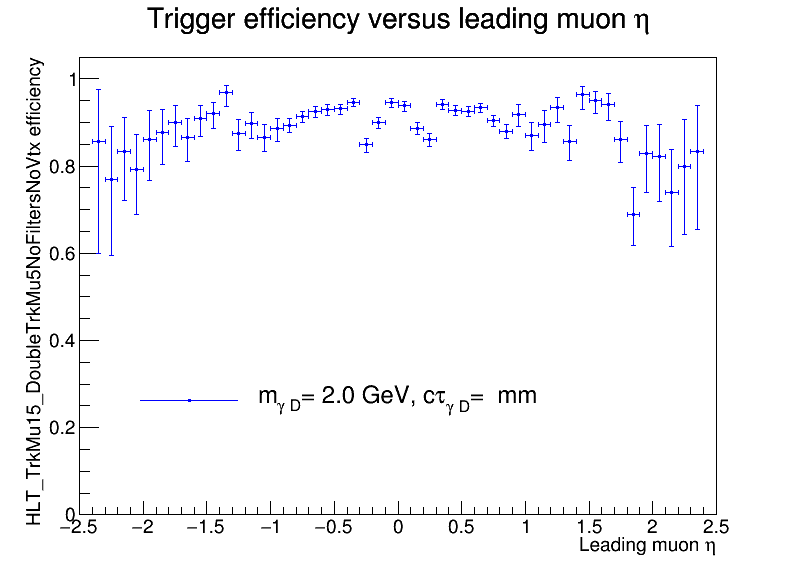 Trigger efficiency versus leading muon η
HLT_TrkMu15_DoubleTrkMu5NoFiltersNoVtx efficiency
1
0.8
0.6
0.4
0.2
0
mγ D= 2.0 GeV, cτγ D= mm
−2.5 −2 −1.5 −1 −0.5 0 0.5 1 1.5 2 2.5
Leading muon η